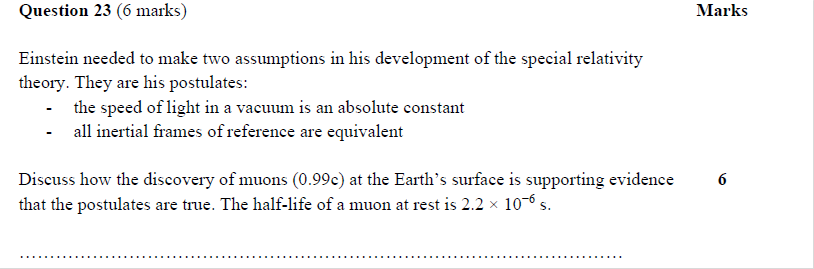 Question 23 (6 marks) Marks
Einstein needed to make two assumptions in his development of the special relativity
theory. They are his postulates:
- the speed of light in a vacuum is an absolute constant
- all inertial frames of reference are equivalent
Discuss how the discovery of muons (0.99c) at the Earth's surface is supporting evidence 6
that the postulates are true. The half-life of a muon at rest is 2.2 × 10⁻⁶ s.
........................................................................................................................